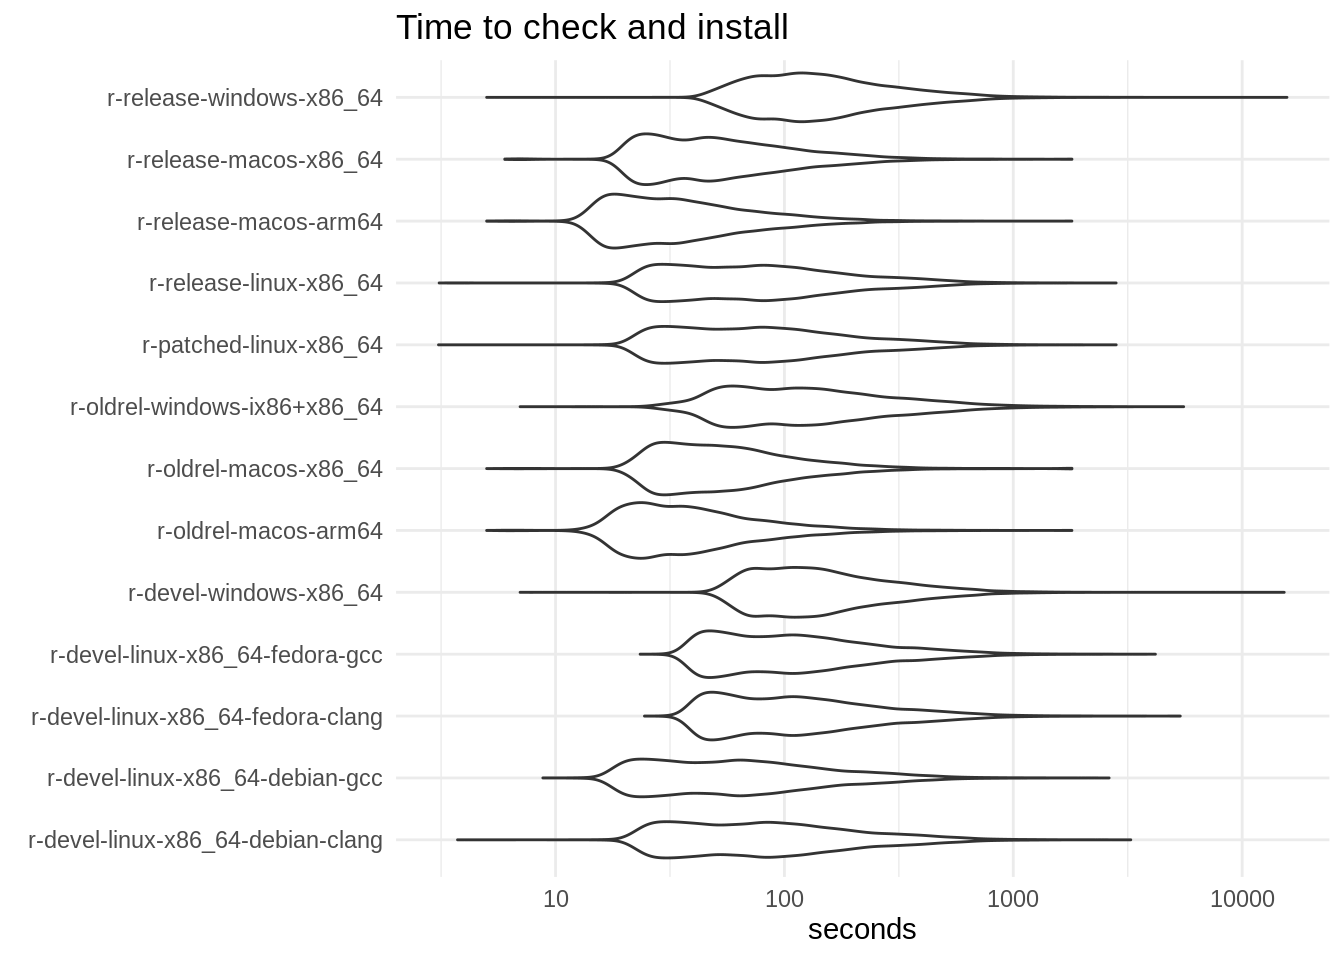 Time to check and install
r-release-windows-x86_64
r-release-macos-x86_64
r-release-macos-arm64
r-release-linux-x86_64
r-patched-linux-x86_64
r-oldrel-windows-ix86+x86_64
r-oldrel-macos-x86_64
r-oldrel-macos-arm64
r-devel-windows-x86_64
r-devel-linux-x86_64-fedora-gcc
r-devel-linux-x86_64-fedora-clang
r-devel-linux-x86_64-debian-gcc
r-devel-linux-x86_64-debian-clang
10 100 1000 10000
seconds